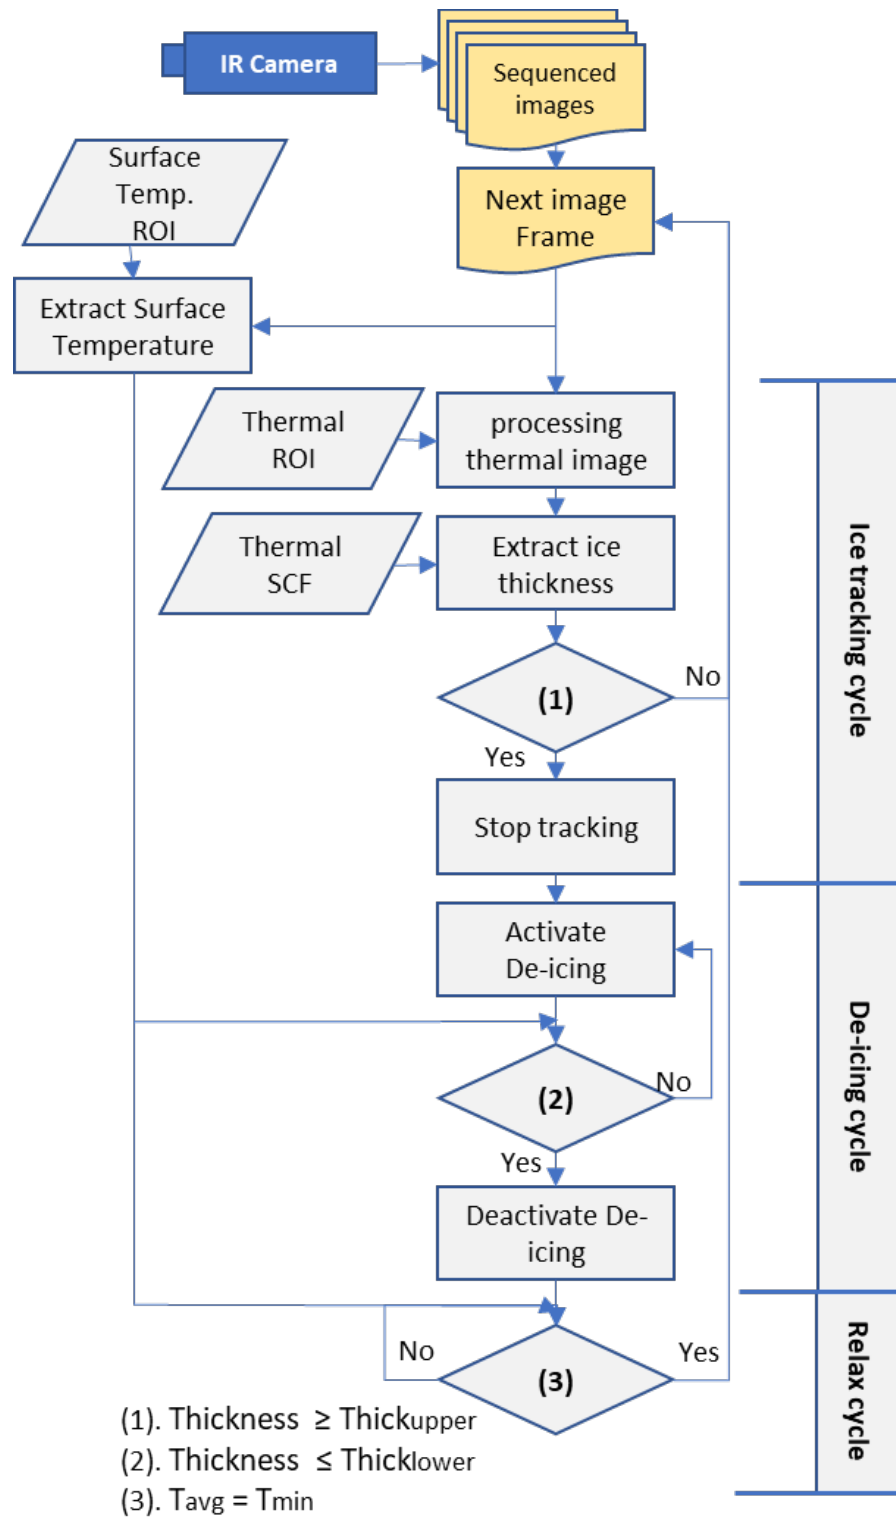 IR Camera
Sequenced
images
Surface
Temp.
ROI
Next image
Frame
Extract Surface
Temperature
Thermal
ROI
processing
thermal image
Thermal
SCF
Extract ice
thickness
(1)
No
Yes
Stop tracking
Ice tracking cycle
Activate
De-icing
(2)
No
Yes
Deactivate De-
icing
De-icing cycle
No
(3)
Yes
Relax cycle
(1). Thickness ≥ Thickupper
(2). Thickness ≤ Thicklower
(3). Tavg = Tmin